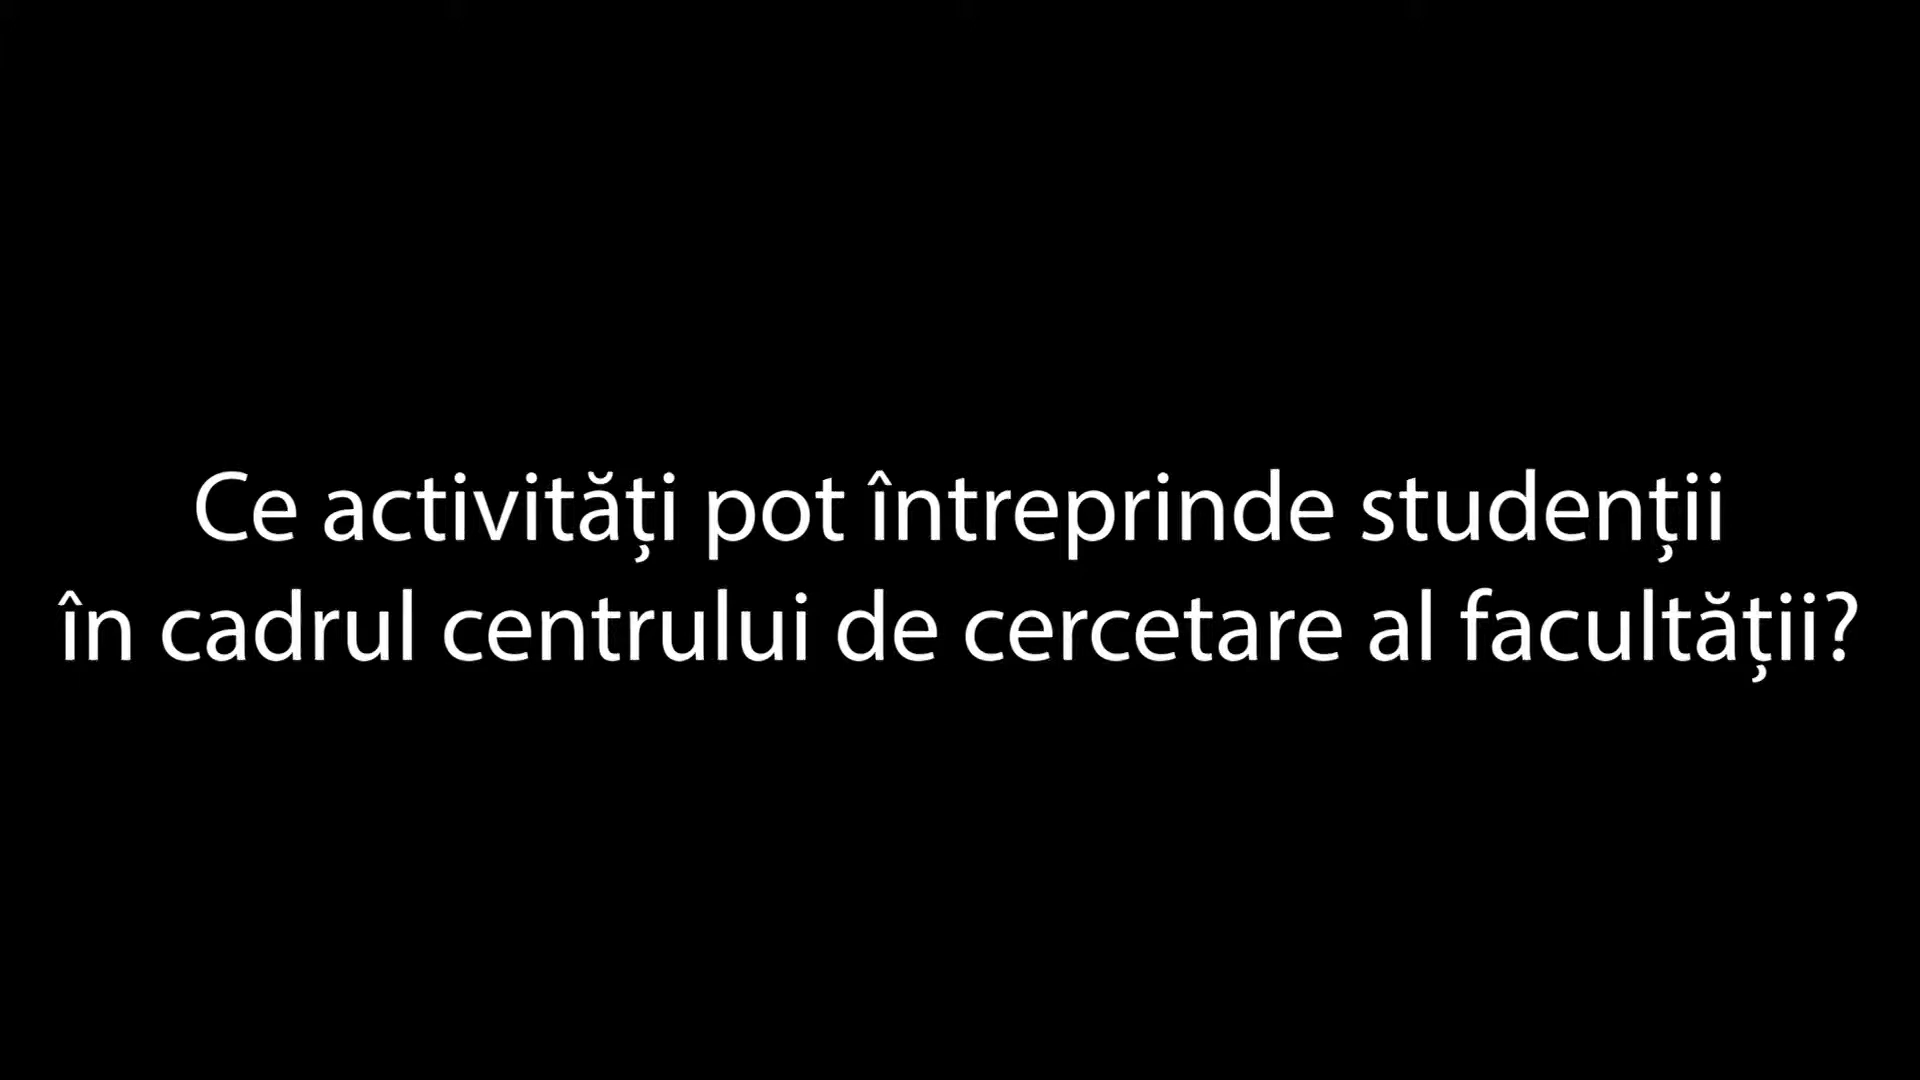 Ce activități pot întreprinde studenții
în cadrul centrului de cercetare al facultății?